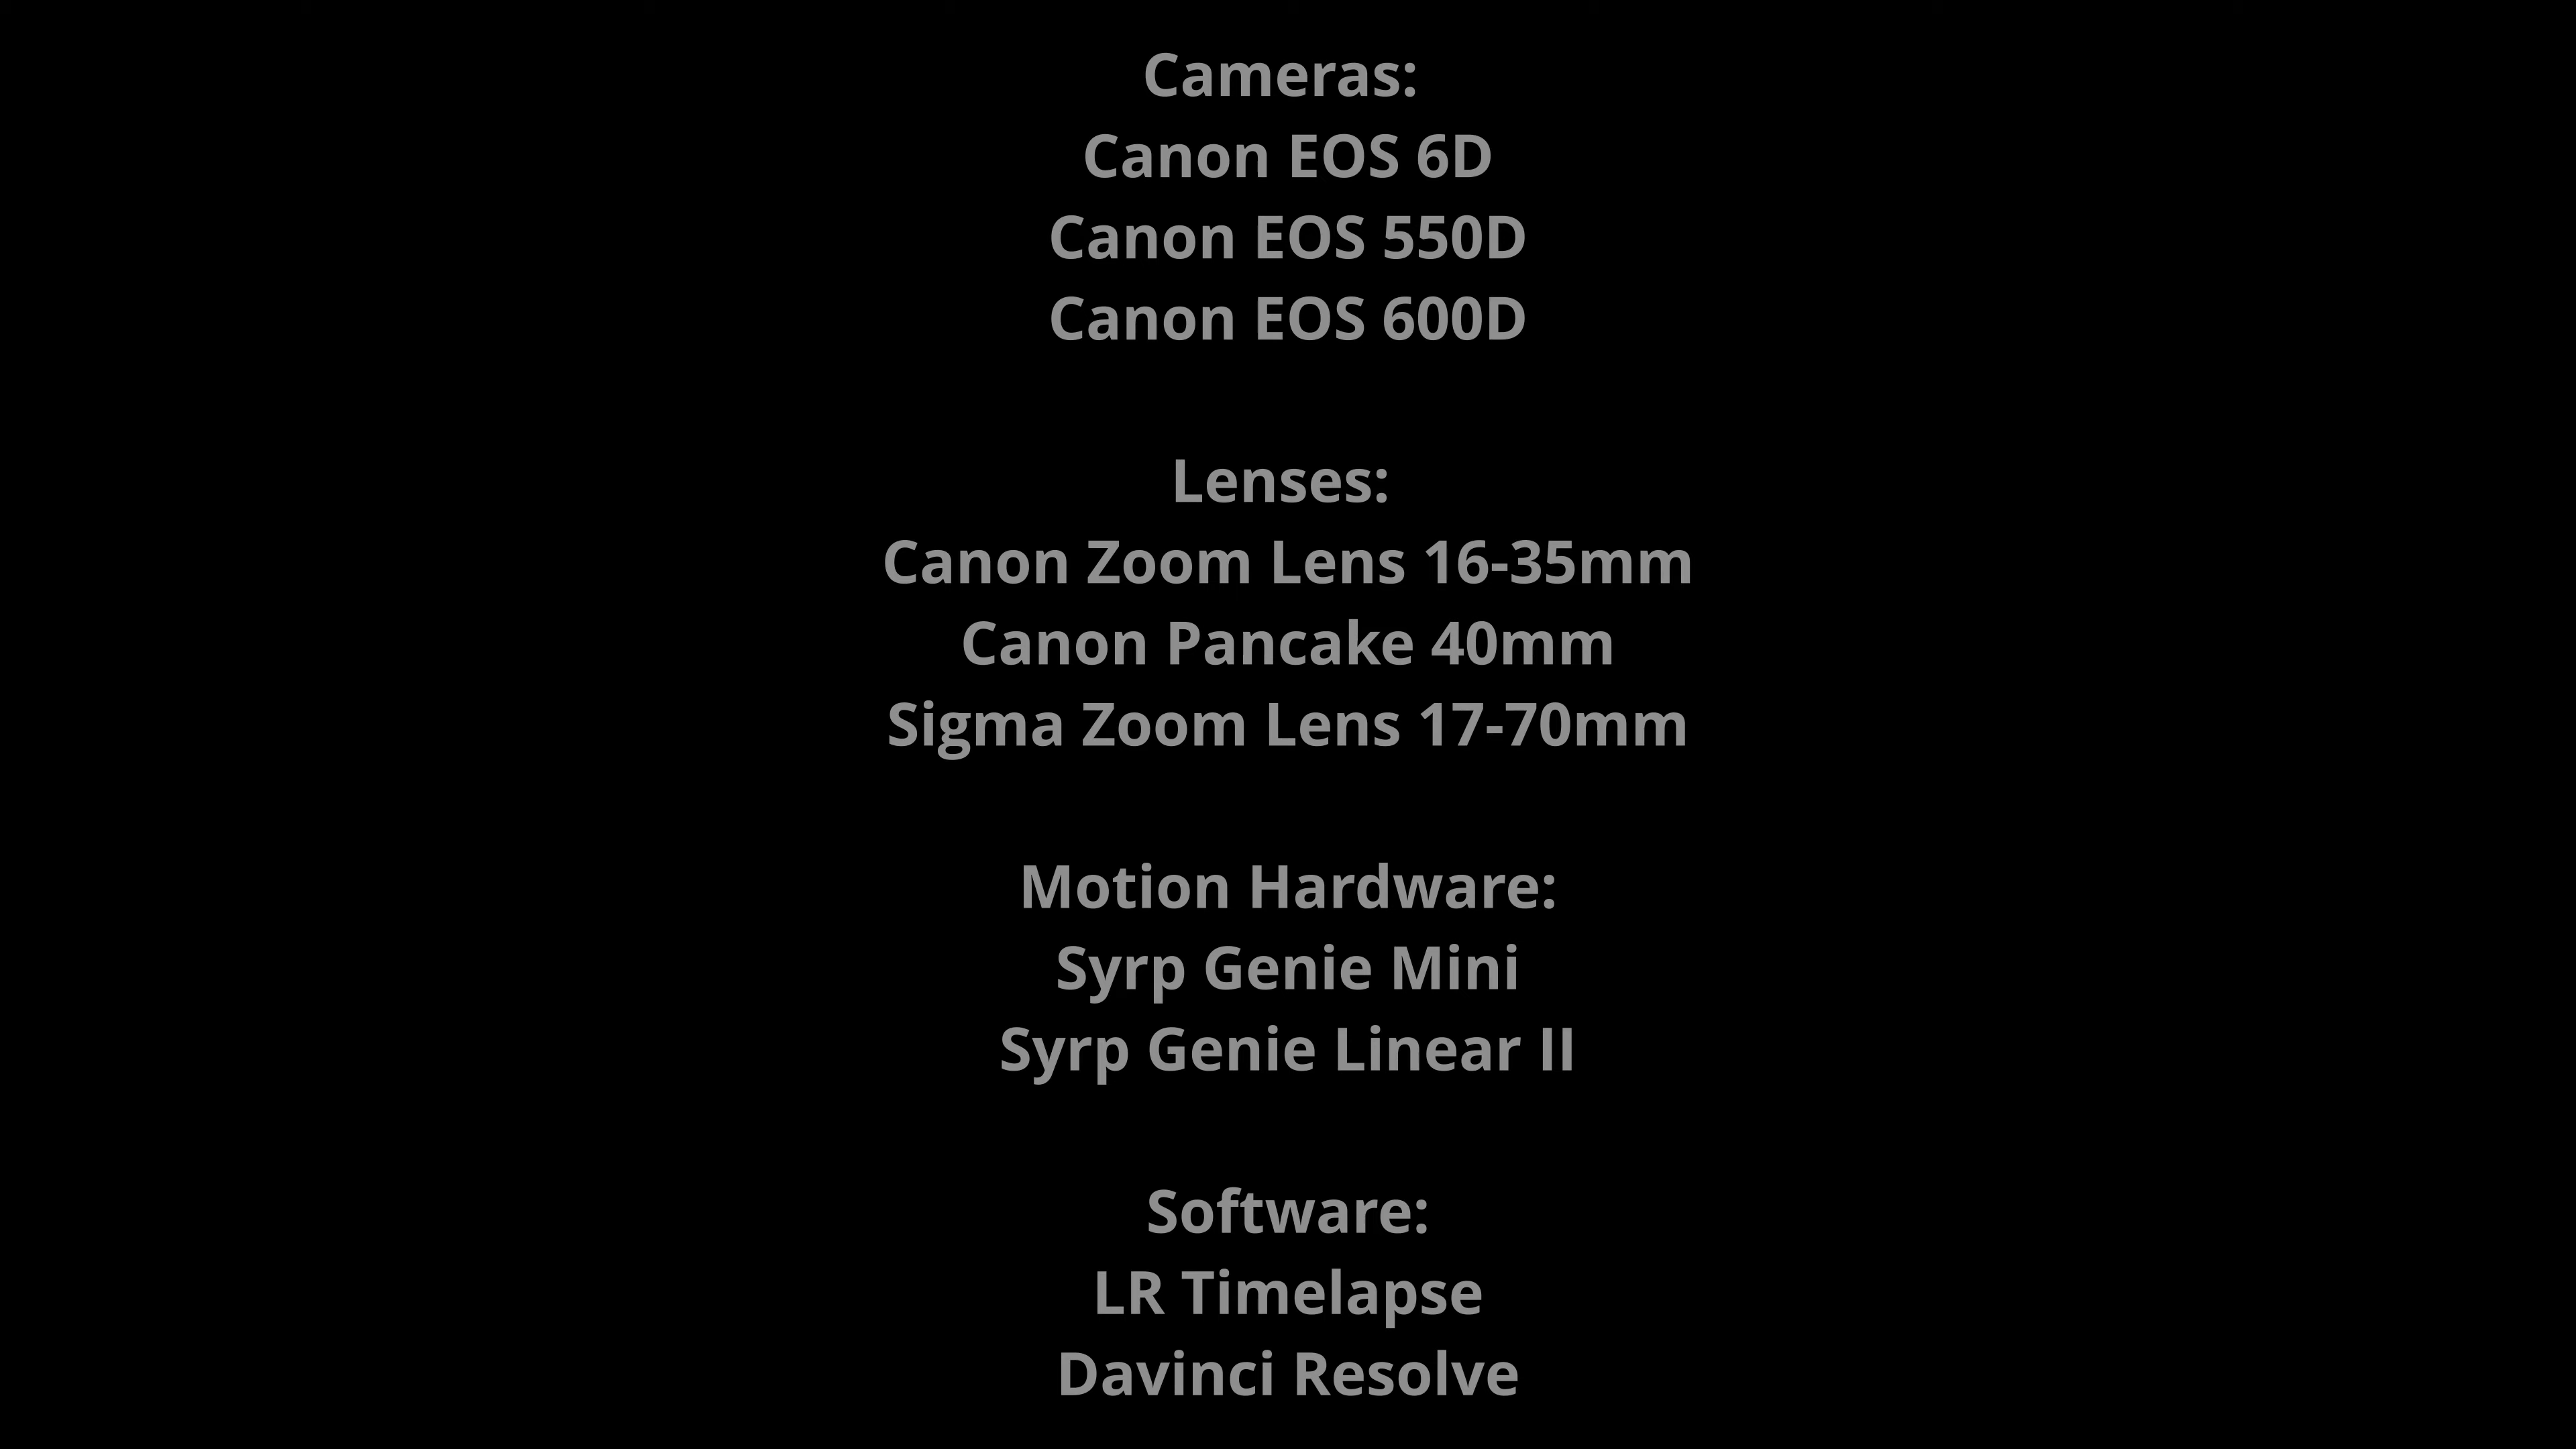 Cameras:
Canon EOS 6D
Canon EOS 550D
Canon EOS 600D
Lenses:
Canon Zoom Lens 16-35mm
Canon Pancake 40mm
Sigma Zoom Lens 17-70mm
Motion Hardware:
Syrp Genie Mini
Syrp Genie Linear II
Software:
LR Timelapse
Davinci Resolve